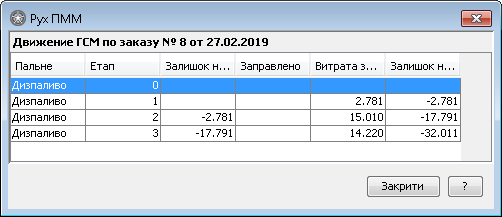 Рух ПММ
Движение ГСМ по заказу № 8 от 27.02.2019
Пальне Етап Залишок н... Заправлено Витрата з... Залишок н...
Дизпаливо 0
Дизпаливо 1 2.781 -2.781
Дизпаливо 2 -2.781 15.010 -17.791
Дизпаливо 3 -17.791 14.220 -32.011
Закрити ?